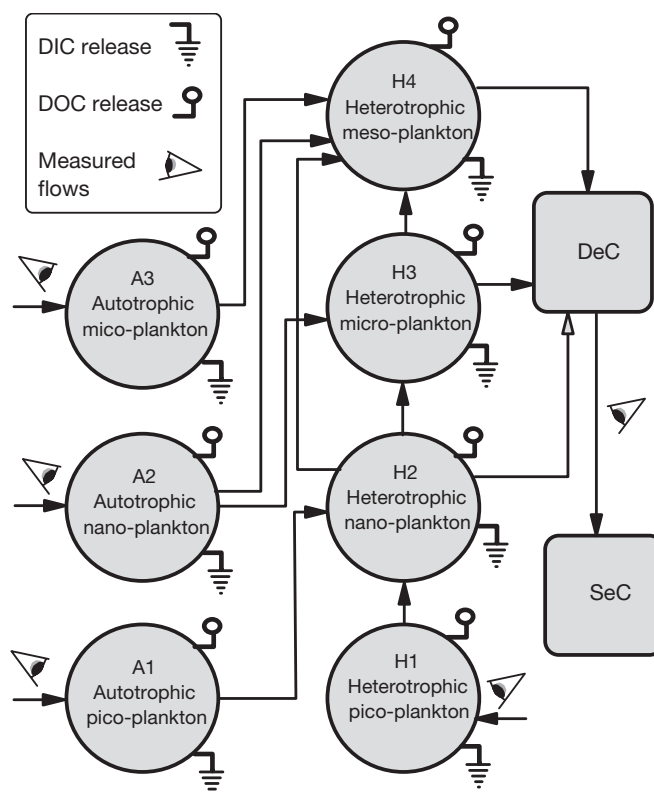 DIC release
DOC release
Measured
flows
H4
Heterotrophic
meso-plankton
DeC
A3
Autotrophic
mico-plankton
H3
Heterotrophic
micro-plankton
A2
Autotrophic
nano-plankton
H2
Heterotrophic
nano-plankton
SeC
A1
Autotrophic
pico-plankton
H1
Heterotrophic
pico-plankton